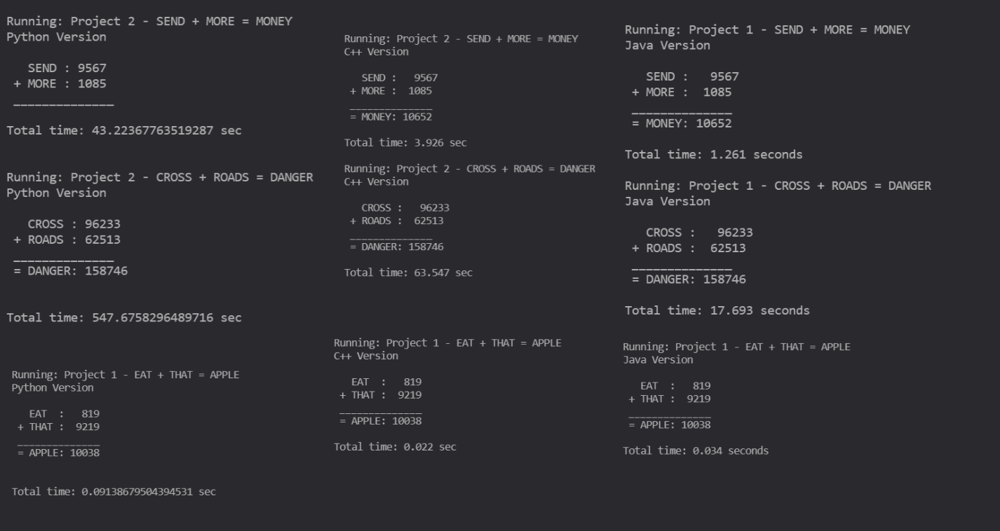 Running: Project 2 - SEND + MORE = MONEY
Python Version
SEND : 9567
+ MORE : 1085
______________
Total time: 43.22367763519287 sec
Running: Project 2 - CROSS + ROADS = DANGER
Python Version
CROSS : 96233
+ ROADS : 62513
______________
= DANGER: 158746
Total time: 547.6758296489716 sec
Running: Project 1 - EAT + THAT = APPLE
Python Version
EAT  :   819
+ THAT :  9219
______________
= APPLE: 10038
Total time: 0.09138679504394531 sec
Running: Project 2 - SEND + MORE = MONEY
C++ Version
SEND :   9567
+ MORE :  1085
______________
= MONEY: 10652
Total time: 3.926 sec
Running: Project 2 - CROSS + ROADS = DANGER
C++ Version
CROSS :   96233
+ ROADS :  62513
______________
= DANGER: 158746
Total time: 63.547 sec
Running: Project 1 - EAT + THAT = APPLE
C++ Version
EAT  :   819
+ THAT :  9219
______________
= APPLE: 10038
Total time: 0.022 sec
Running: Project 1 - SEND + MORE = MONEY
Java Version
SEND :   9567
+ MORE :  1085
______________
= MONEY: 10652
Total time: 1.261 seconds
Running: Project 1 - CROSS + ROADS = DANGER
Java Version
CROSS :   96233
+ ROADS :  62513
______________
= DANGER: 158746
Total time: 17.693 seconds
Running: Project 1 - EAT + THAT = APPLE
Java Version
EAT  :   819
+ THAT :  9219
______________
= APPLE: 10038
Total time: 0.034 seconds